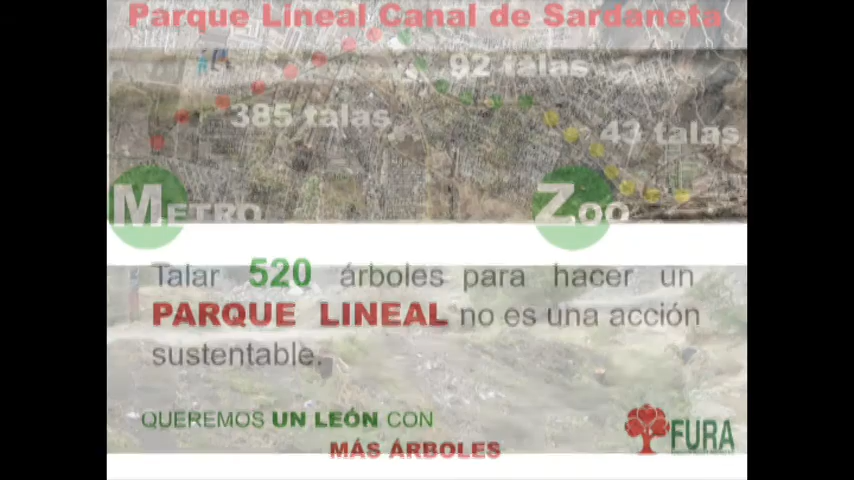 Parque Lineal Canal de Sardaneta
92 talas
385 talas
43 talas
METRO
ZOO
Talar 520 árboles para hacer un
PARQUE LINEAL no es una acción
sustentable.
QUEREMOS UN LEÓN CON
MÁS ÁRBOLES
FURA